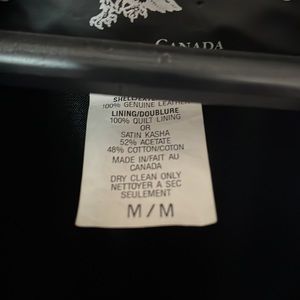 CANADA
100% GENUINE LEATHER
LINING/DOUBLURE
100% QUILT LINING
OR
SATIN KASHA
52% ACETATE
48% COTTON/COTON
MADE IN/FAIT AU
CANADA
DRY CLEAN ONLY
NETTOYER A SEC
SEULEMENT
M/M